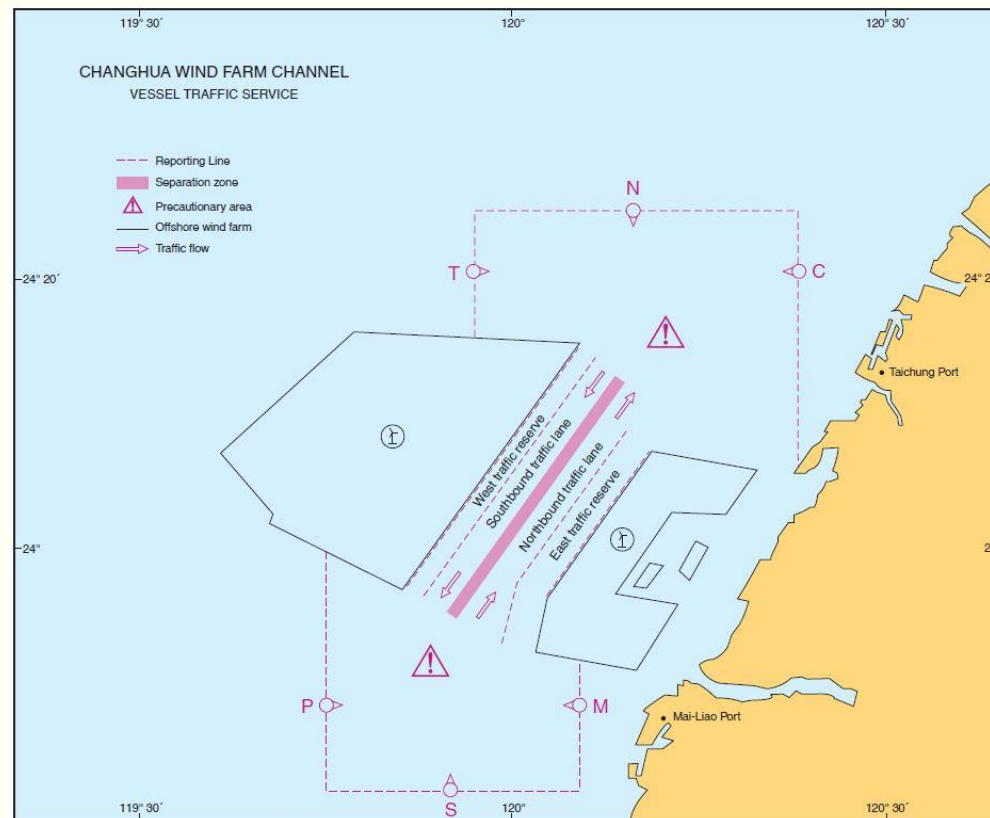 119° 30´
120°
120° 30´
CHANGHUA WIND FARM CHANNEL
VESSEL TRAFFIC SERVICE
Reporting Line
Separation zone
Precautionary area
Offshore wind farm
Traffic flow
N
T
C
24° 20´
24° 2
Taichung Port
West traffic reserve
Southbound traffic lane
Northbound traffic lane
East traffic reserve
24°
2
P
M
Mai-Liao Port
S
119° 30´
120°
120° 30´